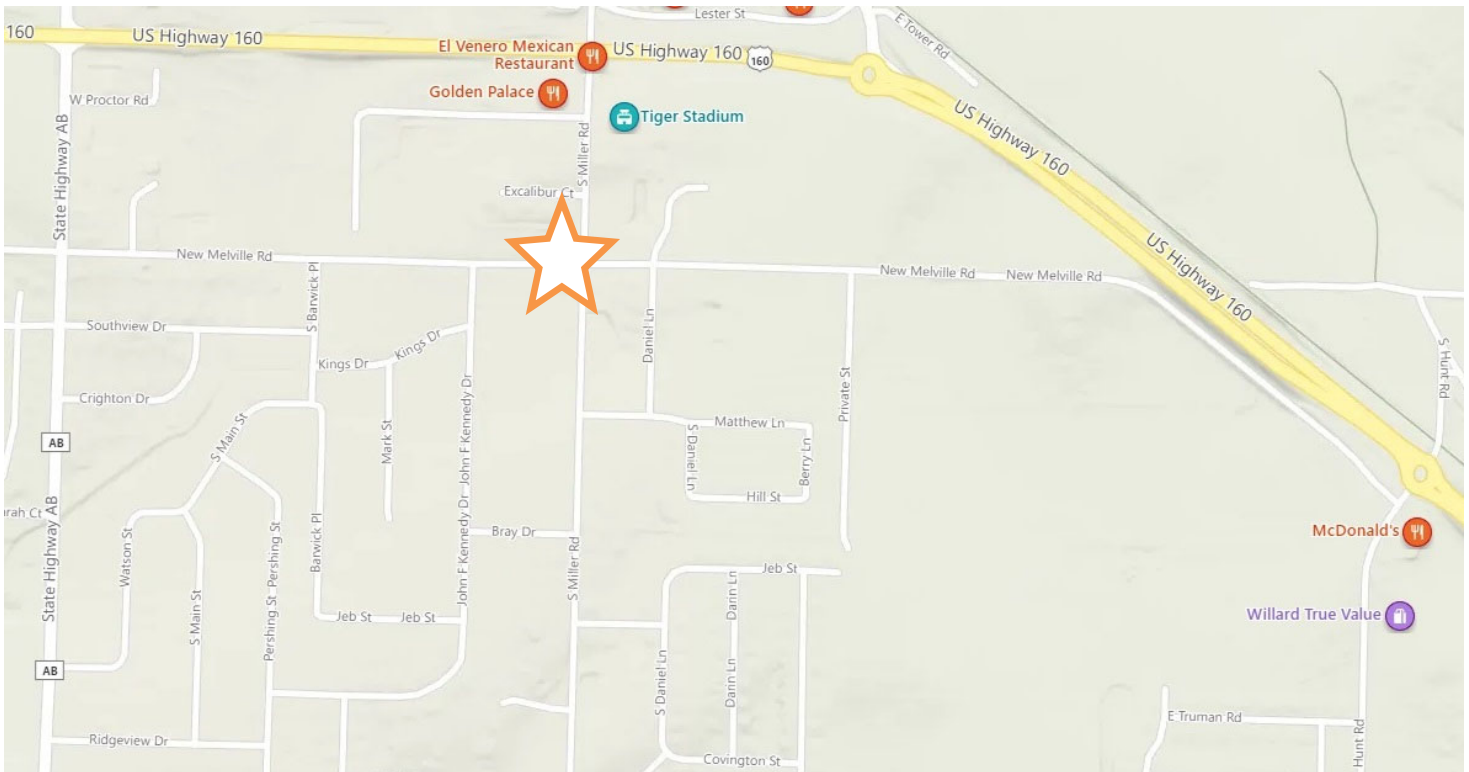 Lester St
E Tower Rd
160
US Highway 160
El Venero Mexican
Restaurant
US Highway 160
160
Golden Palace
W Proctor Rd
Tiger Stadium
US Highway 160
State Highway AB
S Miller Rd
Excalibur Ct
New Melville Rd
New Melville Rd
New Melville Rd
US Highway 160
S Barwick Pl
Southview Dr
Kings Dr
Kings Dr
Daniel Ln
Crighton Dr
S Main St
Mark St
John F Kennedy Dr
John F Kennedy Dr
Private St
S Hunt Rd
Matthew Ln
S Daniel Ln
Berry Ln
Hill St
AB
arah Ct
State Highway AB
Watson St
Pershing St
Pershing St
Barwick Pl
Bray Dr
S Miller Rd
McDonald's
Jeb St
Darin Ln
S Main St
Jeb St
Jeb St
Willard True Value
AB
S Daniel Ln
Darin Ln
E Truman Rd
Hunt Rd
Ridgeview Dr
Covington St